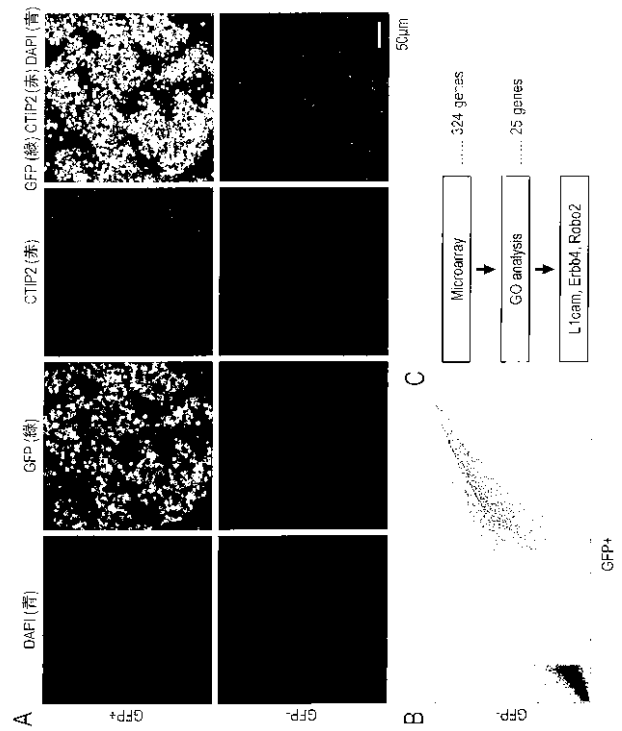 A
DAPI (青)
GFP (緑)
CTIP2 (赤)
GFP (緑) CTIP2 (赤) DAPI (青)
GFP+
GFP-
50μm
B
GFP-
GFP+
C
Microarray ..... 324 genes
GO analysis ..... 25 genes
L1cam, Erbb4, Robo2